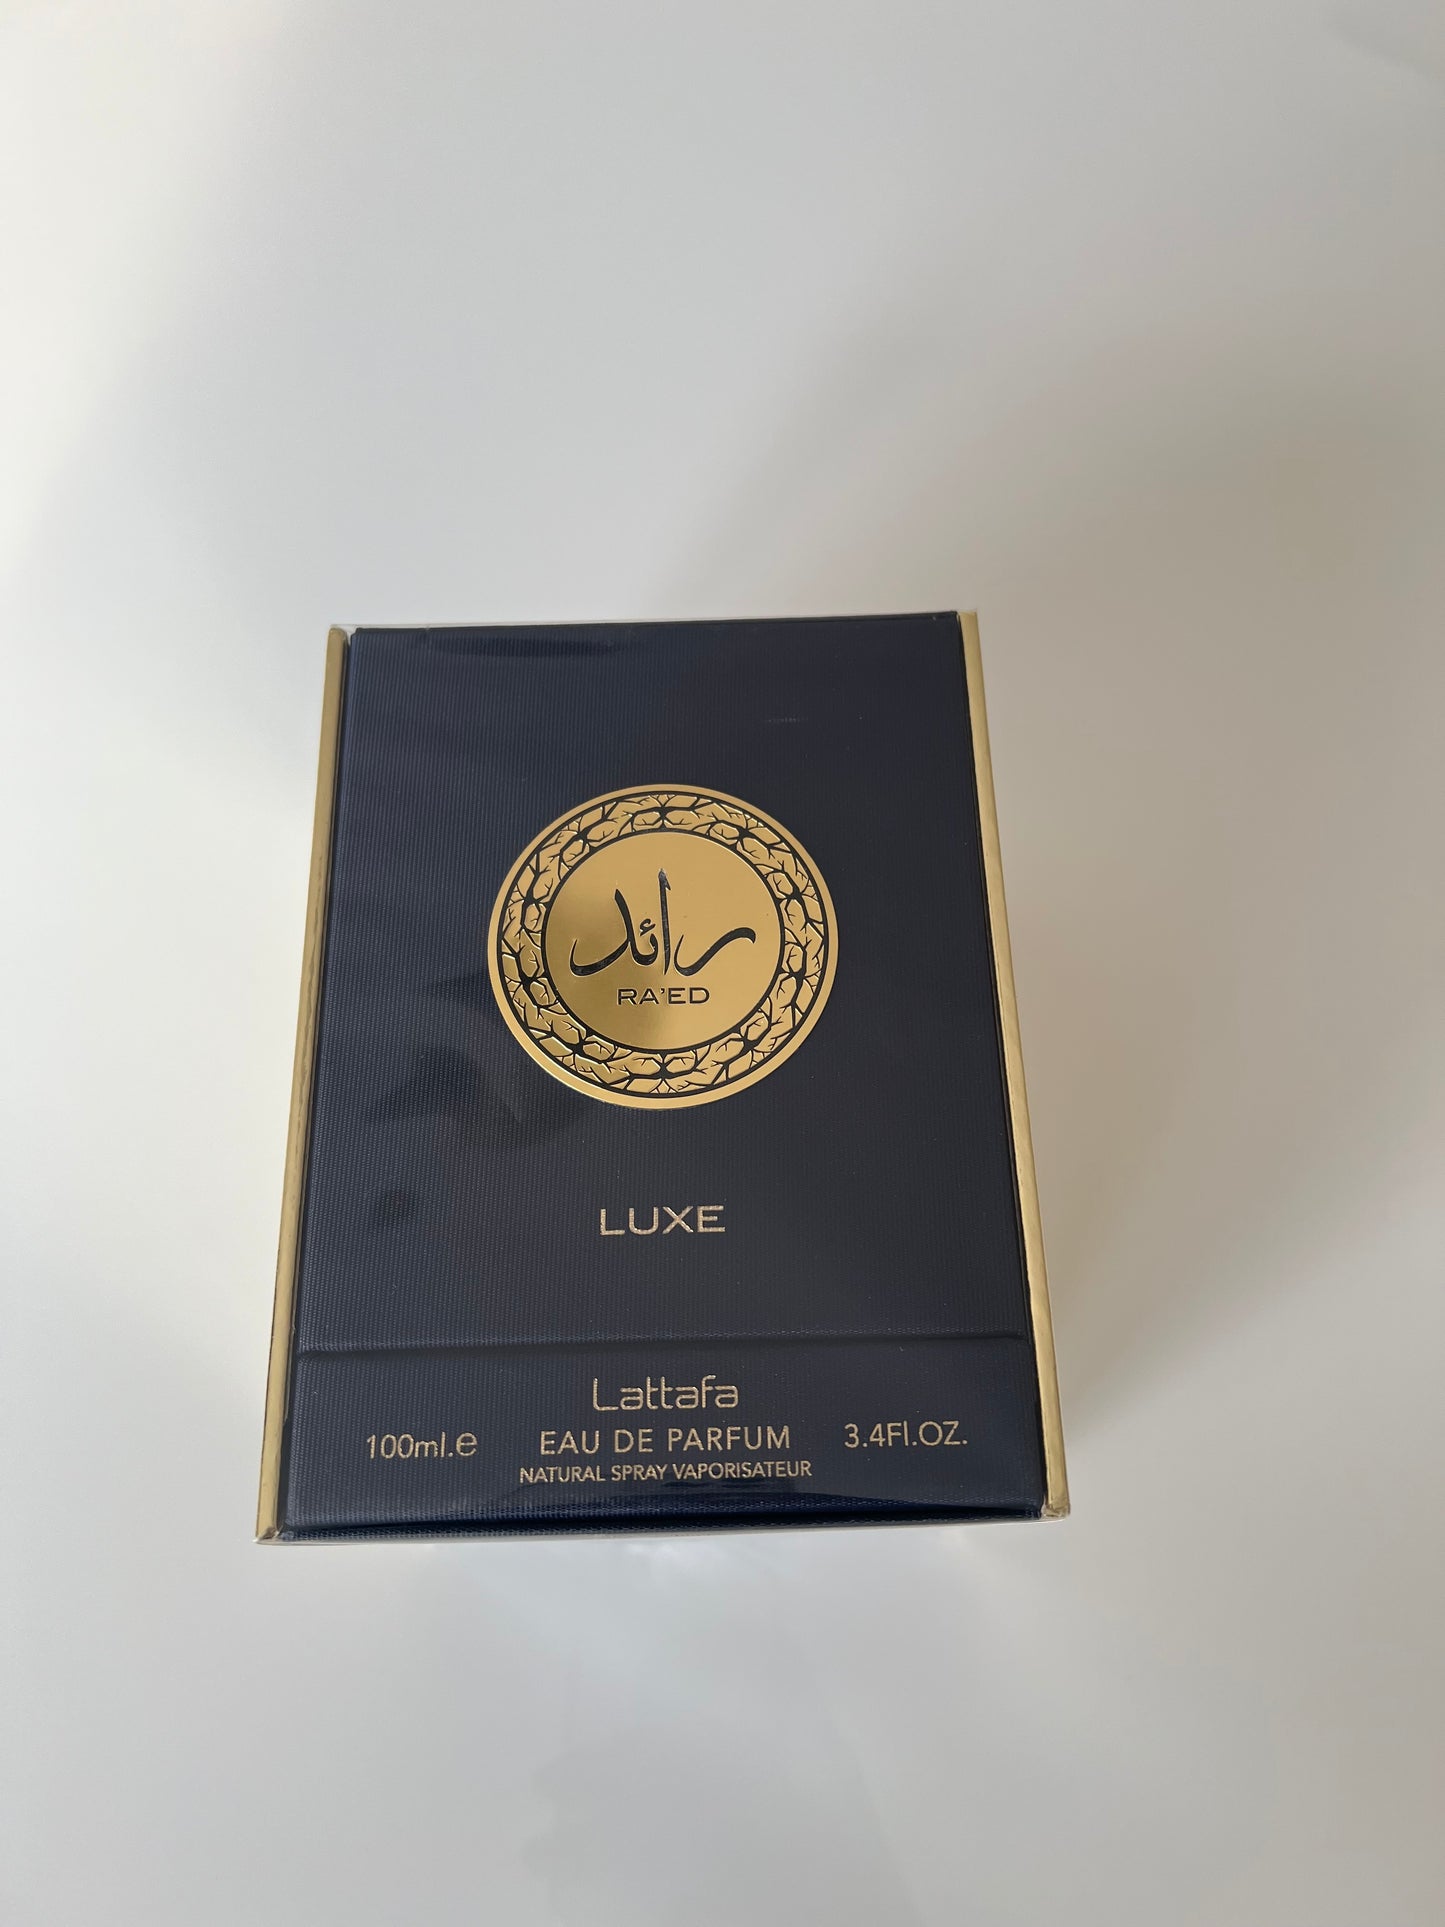 رائد
RA'ED
LUXE
Lattafa
100ml.e EAU DE PARFUM 3.4Fl.OZ.
NATURAL SPRAY VAPORISATEUR